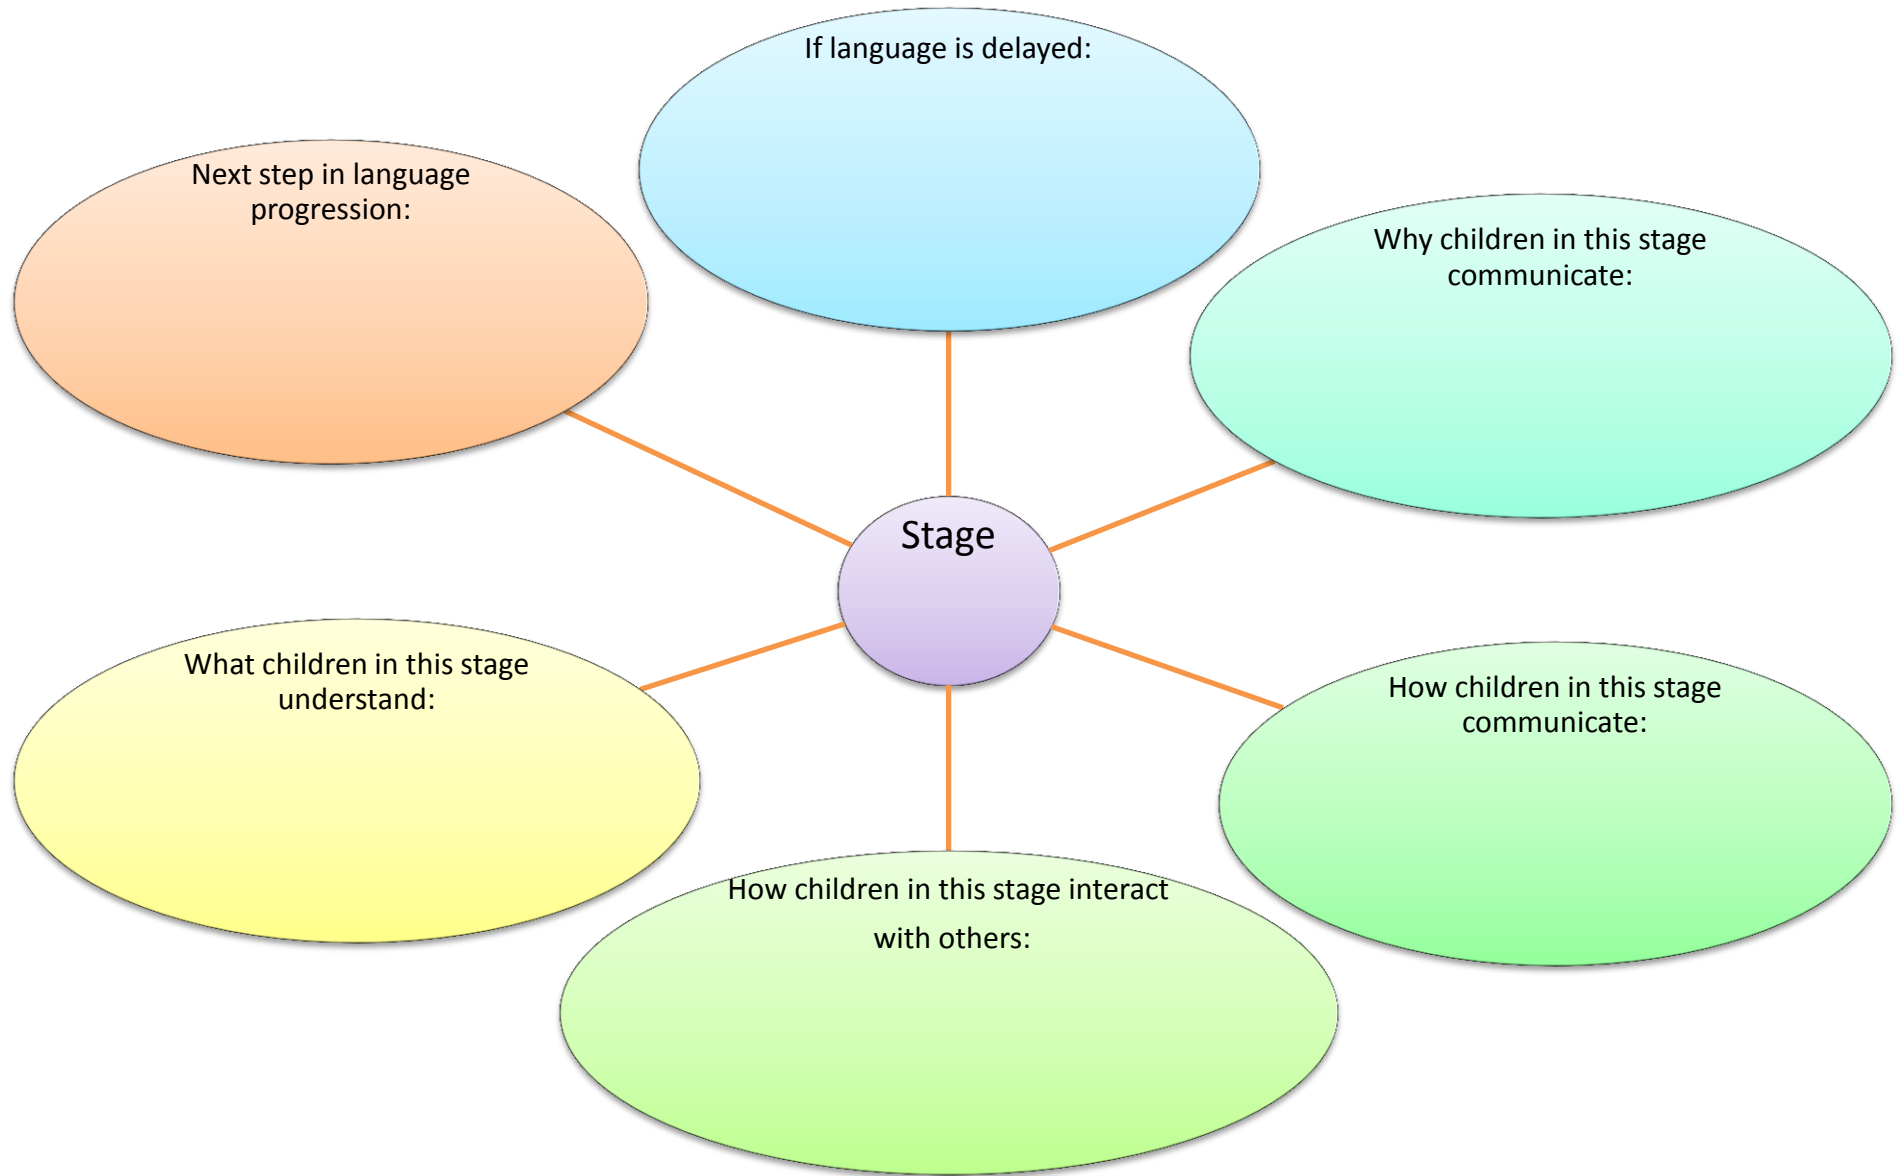 If language is delayed:
Next step in language
progression:
Why children in this stage
communicate:
Stage
What children in this stage
understand:
How children in this stage
communicate:
How children in this stage interact
with others: